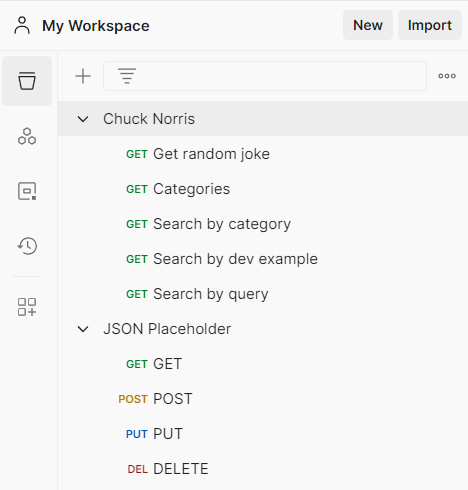 My Workspace New Import
Chuck Norris
GET Get random joke
GET Categories
GET Search by category
GET Search by dev example
GET Search by query
JSON Placeholder
GET GET
POST POST
PUT PUT
DEL DELETE